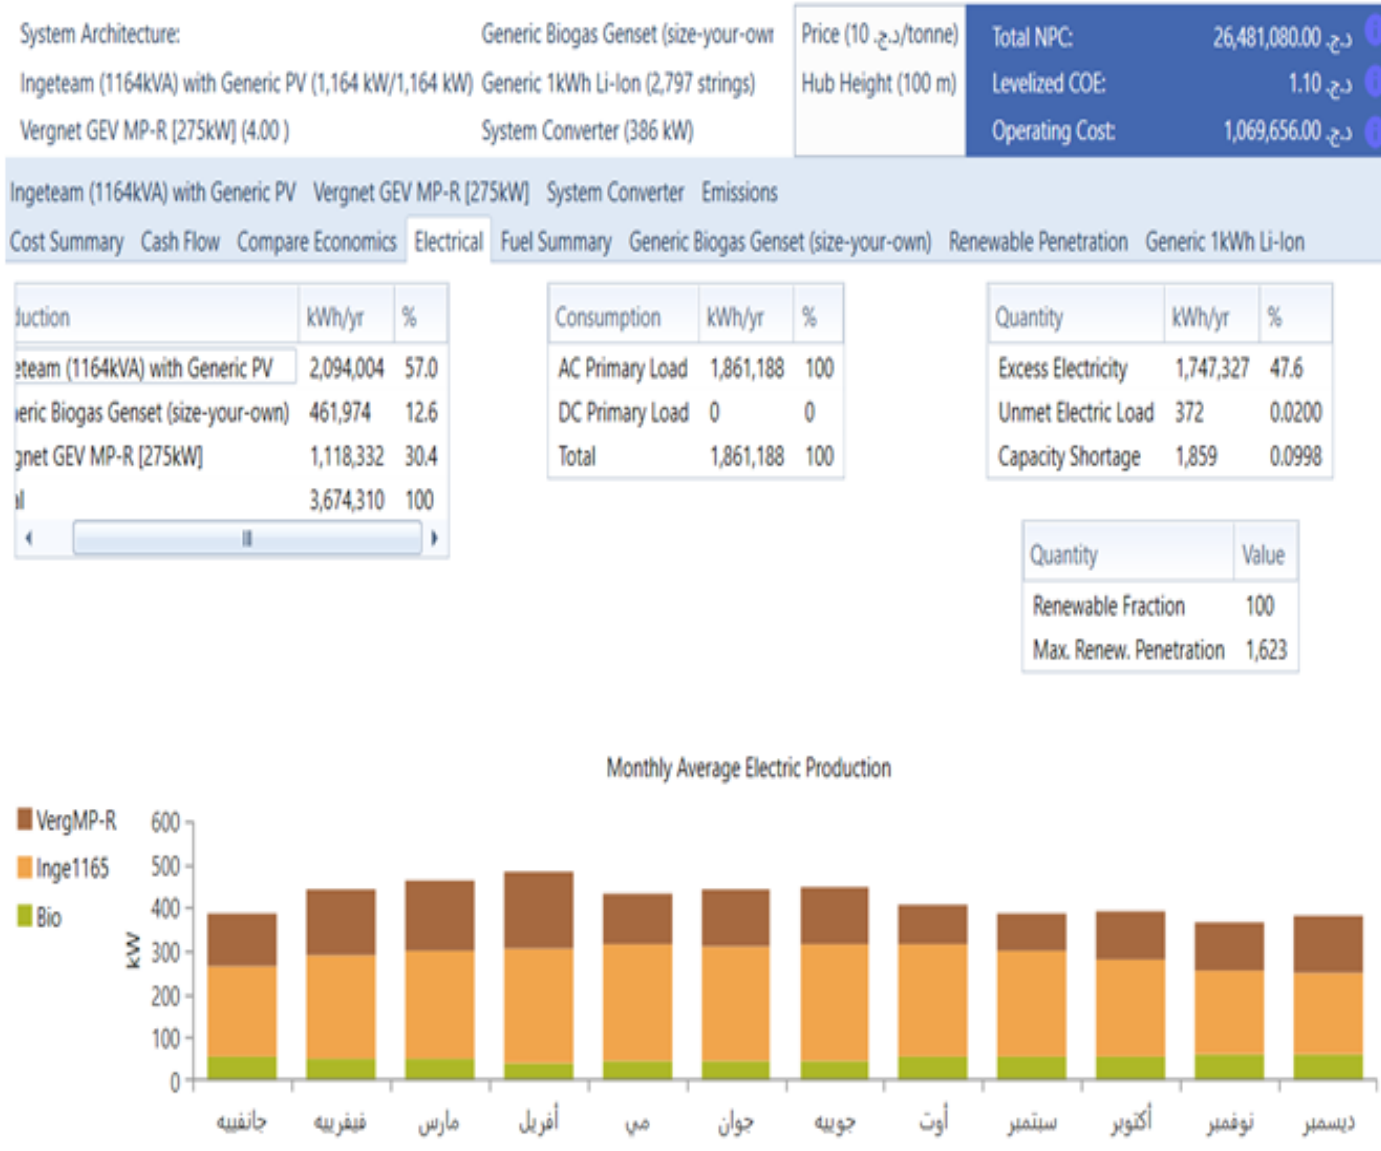 System Architecture:
Ingeteam (1164kVA) with Generic PV (1,164 kW/1,164 kW)
Vergnet GEV MP-R [275kW] (4.00 )
Generic Biogas Genset (size-your-own
Generic 1kWh Li-Ion (2,797 strings)
System Converter (386 kW)
Price (10 د.ج./tonne)
Hub Height (100 m)
Total NPC: د.ج. 26,481,080.00
Levelized COE: د.ج. 1.10
Operating Cost: د.ج. 1,069,656.00
Ingeteam (1164kVA) with Generic PV Vergnet GEV MP-R [275kW] System Converter Emissions
Cost Summary Cash Flow Compare Economics Electrical Fuel Summary Generic Biogas Genset (size-your-own) Renewable Penetration Generic 1kWh Li-Ion
duction kWh/yr %
eteam (1164kVA) with Generic PV 2,094,004 57.0
eric Biogas Genset (size-your-own) 461,974 12.6
gnet GEV MP-R [275kW] 1,118,332 30.4
al 3,674,310 100
Consumption kWh/yr %
AC Primary Load 1,861,188 100
DC Primary Load 0 0
Total 1,861,188 100
Quantity kWh/yr %
Excess Electricity 1,747,327 47.6
Unmet Electric Load 372 0.0200
Capacity Shortage 1,859 0.0998
Quantity Value
Renewable Fraction 100
Max. Renew. Penetration 1,623
Monthly Average Electric Production
VergMP-R
Inge1165
Bio
kW
600
500
400
300
200
100
0
جانفييه فيفرييه مارس أفريل مي جوان جوييه أوت سبتمبر أكتوبر نوفمبر ديسمبر